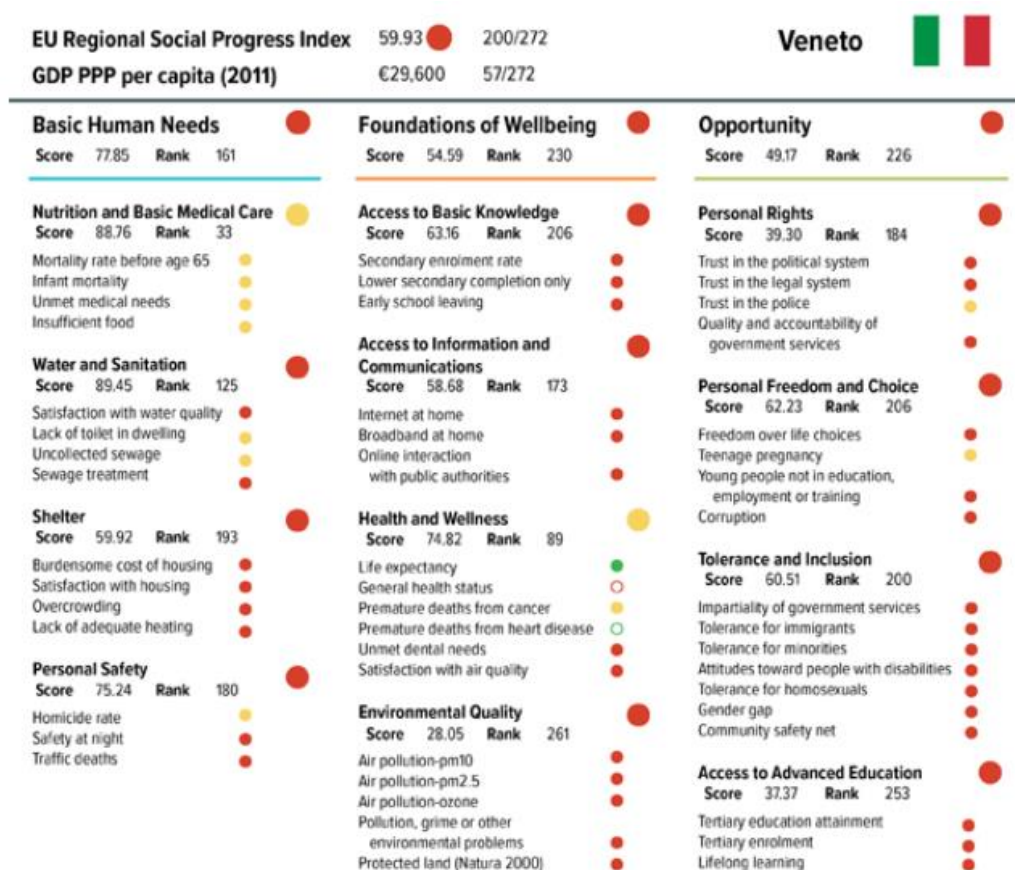 EU Regional Social Progress Index 59.93 200/272
GDP PPP per capita (2011) €29,600 57/272
Veneto
Basic Human Needs
Score 77.85 Rank 161
Nutrition and Basic Medical Care
Score 88.76 Rank 33
Mortality rate before age 65
Infant mortality
Unmet medical needs
Insufficient food
Water and Sanitation
Score 89.45 Rank 125
Satisfaction with water quality
Lack of toilet in dwelling
Uncollected sewage
Sewage treatment
Shelter
Score 59.92 Rank 193
Burdensome cost of housing
Satisfaction with housing
Overcrowding
Lack of adequate heating
Personal Safety
Score 75.24 Rank 180
Homicide rate
Safety at night
Traffic deaths
Foundations of Wellbeing
Score 54.59 Rank 230
Access to Basic Knowledge
Score 63.16 Rank 206
Secondary enrolment rate
Lower secondary completion only
Early school leaving
Access to Information and
Communications
Score 58.68 Rank 173
Internet at home
Broadband at home
Online interaction
with public authorities
Health and Wellness
Score 74.82 Rank 89
Life expectancy
General health status
Premature deaths from cancer
Premature deaths from heart disease
Unmet dental needs
Satisfaction with air quality
Environmental Quality
Score 28.05 Rank 261
Air pollution-pm10
Air pollution-pm2.5
Air pollution-ozone
Pollution, grime or other
environmental problems
Protected land (Natura 2000)
Opportunity
Score 49.17 Rank 226
Personal Rights
Score 39.30 Rank 184
Trust in the political system
Trust in the legal system
Trust in the police
Quality and accountability of
government services
Personal Freedom and Choice
Score 62.23 Rank 206
Freedom over life choices
Teenage pregnancy
Young people not in education,
employment or training
Corruption
Tolerance and Inclusion
Score 60.51 Rank 200
Impartiality of government services
Tolerance for immigrants
Tolerance for minorities
Attitudes toward people with disabilities
Tolerance for homosexuals
Gender gap
Community safety net
Access to Advanced Education
Score 37.37 Rank 253
Tertiary education attainment
Tertiary enrolment
Lifelong learning